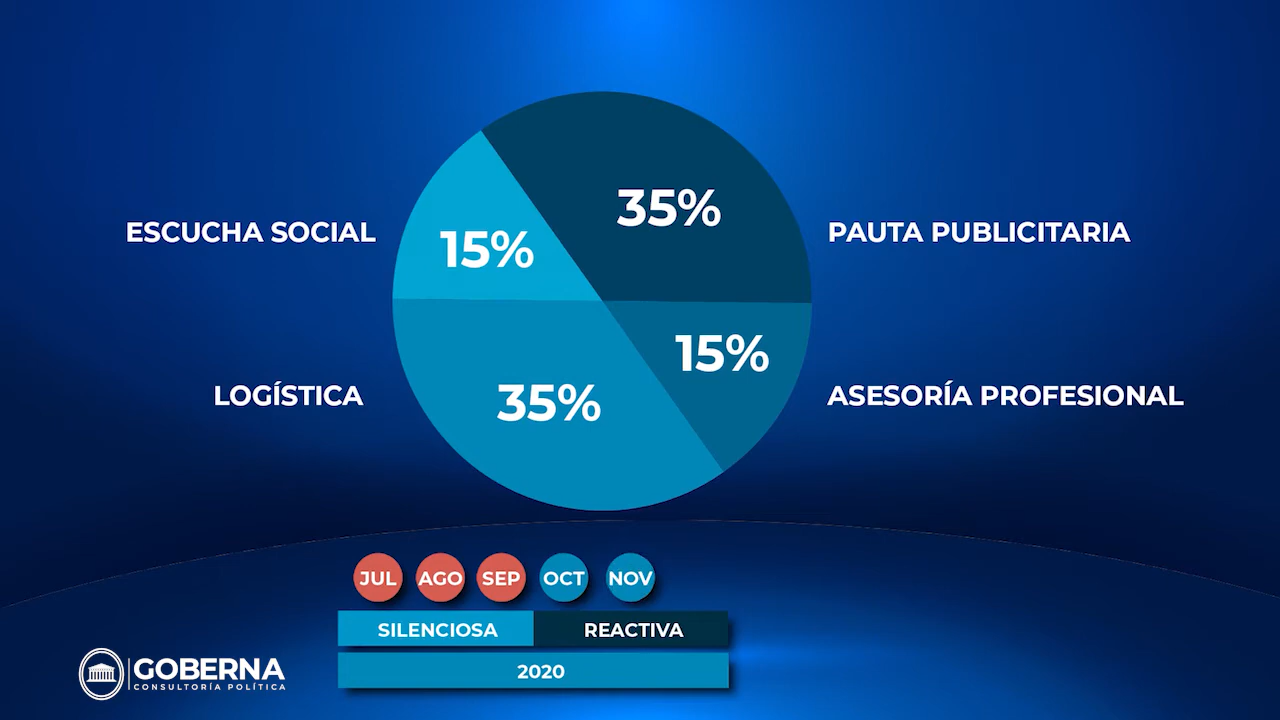 35%
ESCUCHA SOCIAL
PAUTA PUBLICITARIA
15%
15%
LOGÍSTICA
35%
ASESORÍA PROFESIONAL
JUL AGO SEP OCT NOV
SILENCIOSA REACTIVA
2020
GOBERNA
CONSULTORÍA POLÍTICA